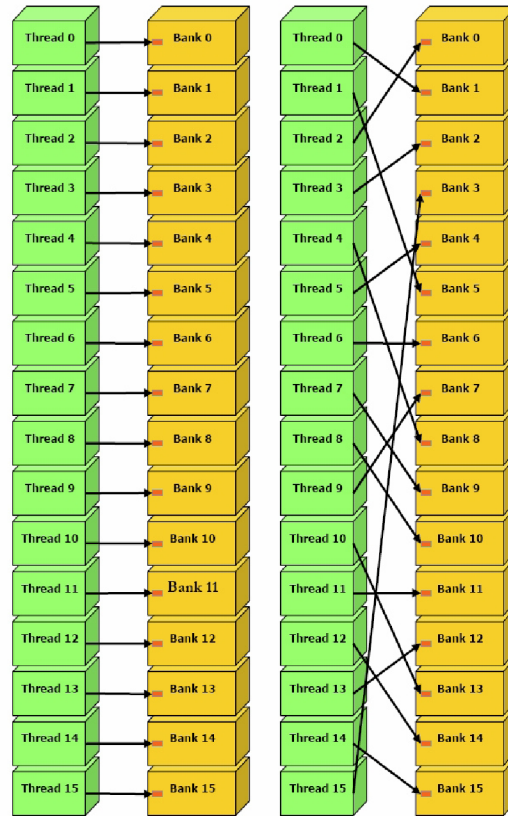 Thread 0 Bank 0 Thread 0 Bank 0
Thread 1 Bank 1 Thread 1 Bank 1
Thread 2 Bank 2 Thread 2 Bank 2
Thread 3 Bank 3 Thread 3 Bank 3
Thread 4 Bank 4 Thread 4 Bank 4
Thread 5 Bank 5 Thread 5 Bank 5
Thread 6 Bank 6 Thread 6 Bank 6
Thread 7 Bank 7 Thread 7 Bank 7
Thread 8 Bank 8 Thread 8 Bank 8
Thread 9 Bank 9 Thread 9 Bank 9
Thread 10 Bank 10 Thread 10 Bank 10
Thread 11 Bank 11 Thread 11 Bank 11
Thread 12 Bank 12 Thread 12 Bank 12
Thread 13 Bank 13 Thread 13 Bank 13
Thread 14 Bank 14 Thread 14 Bank 14
Thread 15 Bank 15 Thread 15 Bank 15